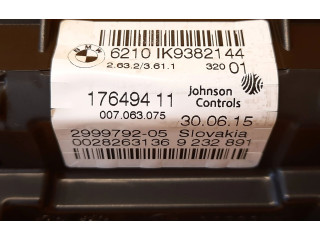 BMW 6210 IK9382144
2.63.2/3.61.1 320 01
176494 11 Johnson
007.063.075 Controls
30.06.15
2999792-05 Slovakia
0028263136 9 232 891